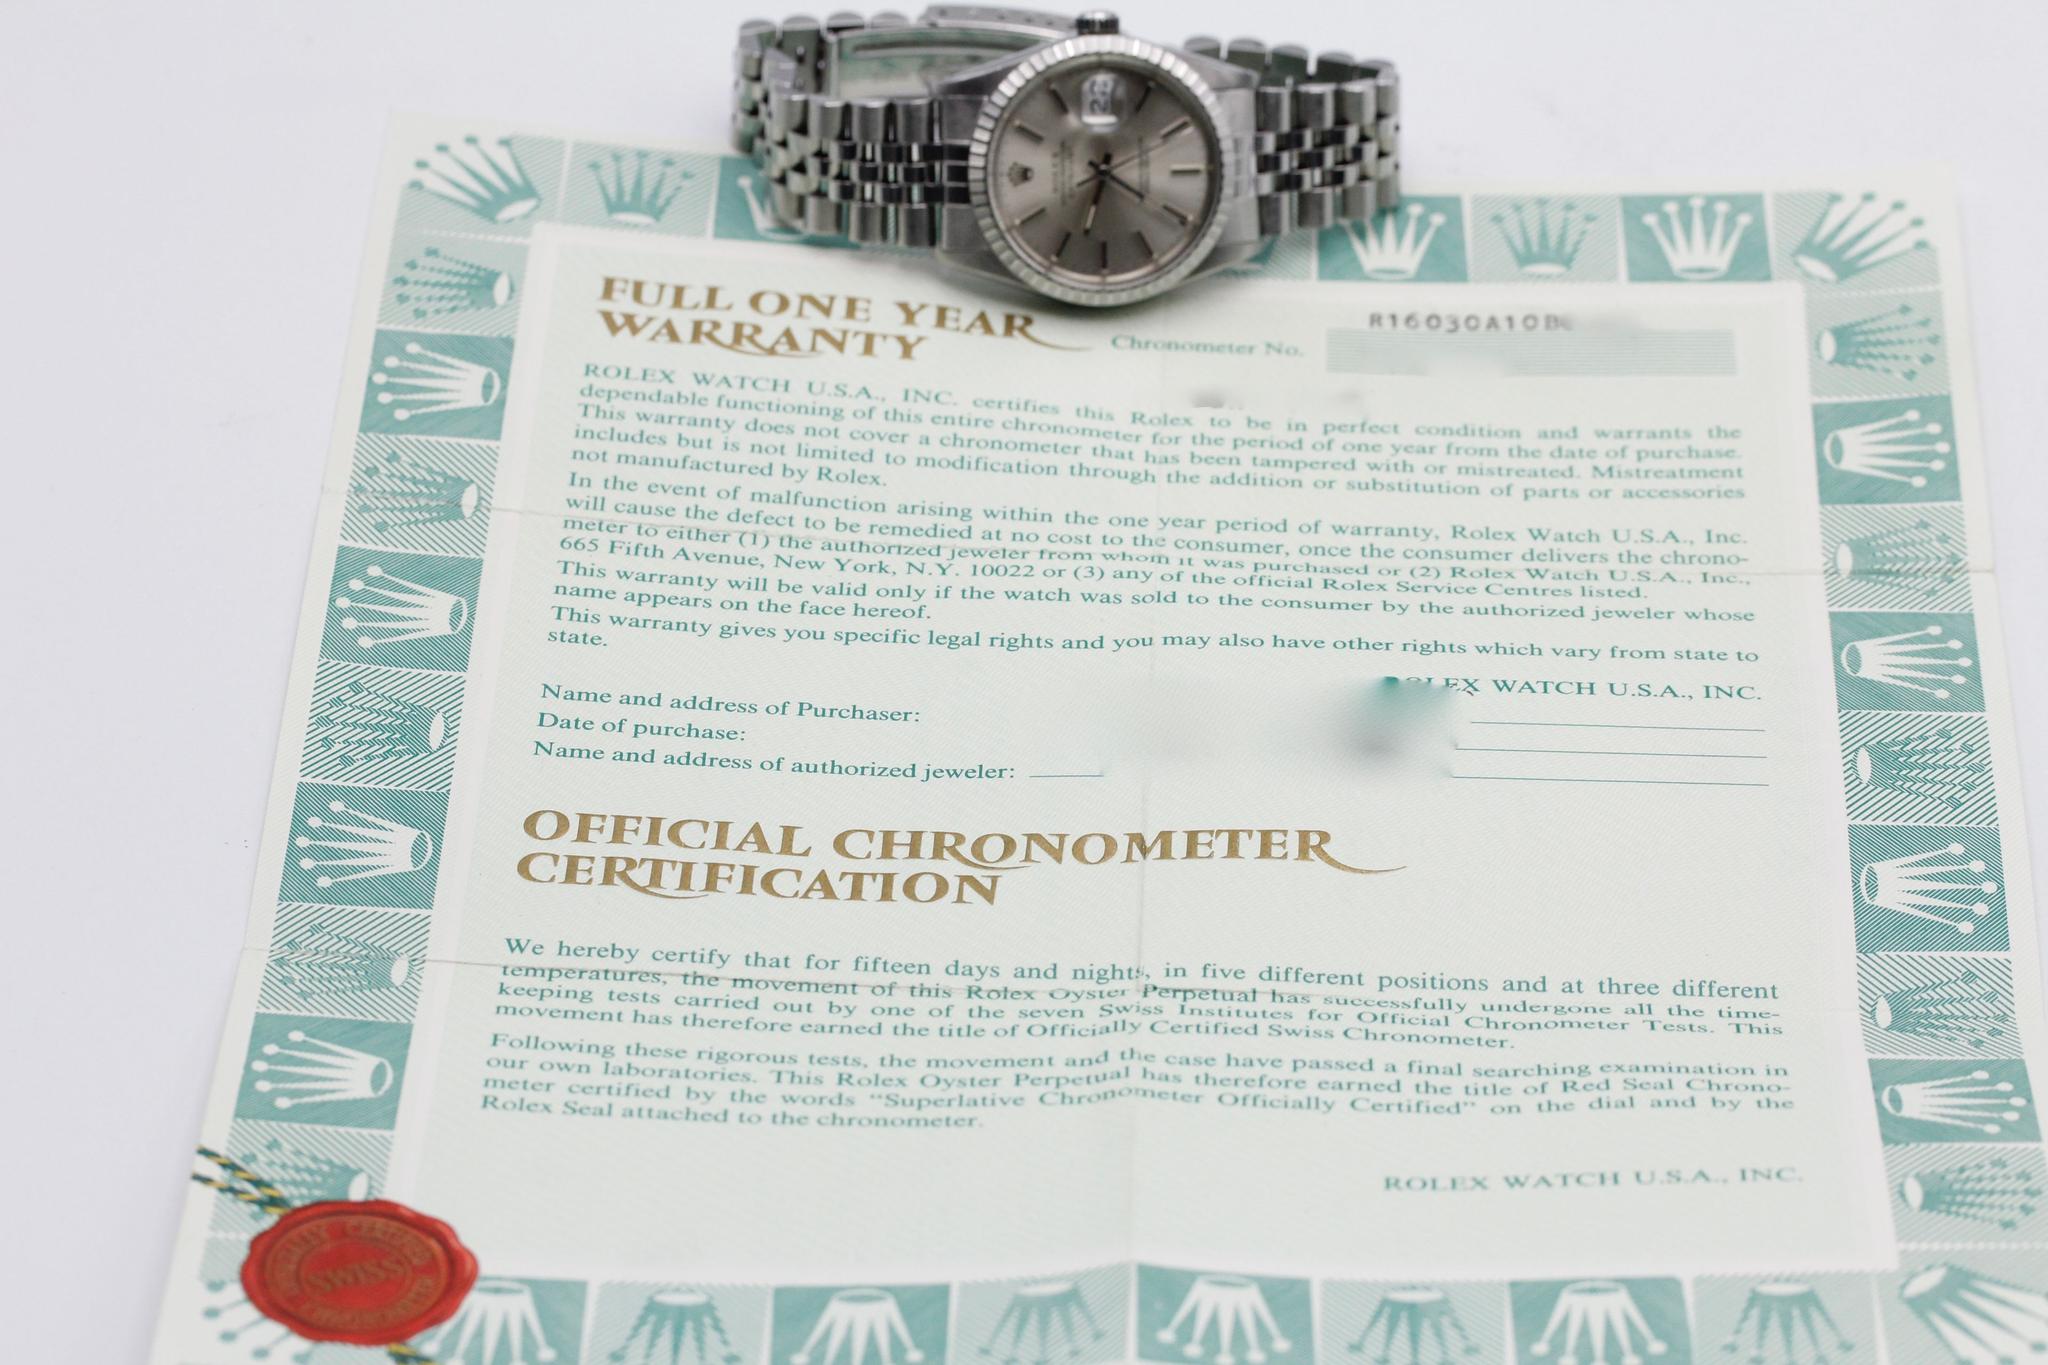 22
ROLEX
FULL ONE YEAR
WARRANTY
Chronometer No.
R16030A10B
ROLEX WATCH U.S.A., INC. certifies this Rolex to be in perfect condition and warrants the
dependable functioning of this entire chronometer for the period of one year from the date of purchase.
This warranty does not cover a chronometer that has been tampered with or mistreated. Mistreatment
includes but is not limited to modification through the addition or substitution of parts or accessories
not manufactured by Rolex.
In the event of malfunction arising within the one year period of warranty, Rolex Watch U.S.A., Inc.
will cause the defect to be remedied at no cost to the consumer, once the consumer delivers the chrono-
meter to either (1) the authorized jeweler from whom it was purchased or (2) Rolex Watch U.S.A., Inc.,
665 Fifth Avenue, New York, N.Y. 10022 or (3) any of the official Rolex Service Centres listed.
This warranty will be valid only if the watch was sold to the consumer by the authorized jeweler whose
name appears on the face hereof.
This warranty gives you specific legal rights and you may also have other rights which vary from state to
state.
ROLEX WATCH U.S.A., INC.
Name and address of Purchaser:
Date of purchase:
Name and address of authorized jeweler:
OFFICIAL CHRONOMETER
CERTIFICATION
We hereby certify that for fifteen days and nights, in five different positions and at three different
temperatures, the movement of this Rolex Oyster Perpetual has successfully undergone all the time-
keeping tests carried out by one of the seven Swiss Institutes for Official Chronometer Tests. This
movement has therefore earned the title of Officially Certified Swiss Chronometer.
Following these rigorous tests, the movement and the case have passed a final searching examination in
our own laboratories. This Rolex Oyster Perpetual has therefore earned the title of Red Seal Chrono-
meter certified by the words "Superlative Chronometer Officially Certified" on the dial and by the
Rolex Seal attached to the chronometer.
ROLEX WATCH U.S.A., INC.
OFFICIALLY CERTIFIED
SWISS
CHRONOMETER